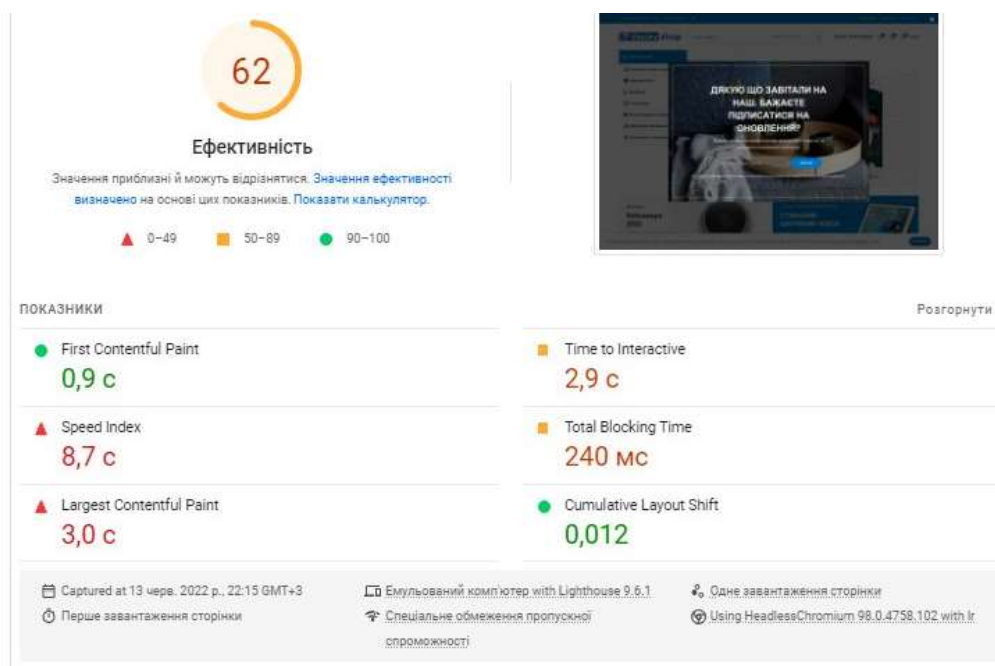 62
Ефективність
Значення приблизні й можуть відрізнятися. Значення ефективності
визначено на основі цих показників. Показати калькулятор.
0–49 50–89 90–100
ДЯКУЮ ЩО ЗАВІТАЛИ НА
НАШ. БАЖАЄТЕ
ПІДПИСАТИСЯ НА
ОНОВЛЕННЯ?
ПОКАЗНИКИ Розгорнути
First Contentful Paint
0,9 с
Time to Interactive
2,9 с
Speed Index
8,7 с
Total Blocking Time
240 мс
Largest Contentful Paint
3,0 с
Cumulative Layout Shift
0,012
Captured at 13 черв. 2022 р., 22:15 GMT+3
Емульований комп'ютер with Lighthouse 9.6.1
Одне завантаження сторінки
Перше завантаження сторінки
Спеціальне обмеження пропускної
спроможності
Using HeadlessChromium 98.0.4758.102 with lr